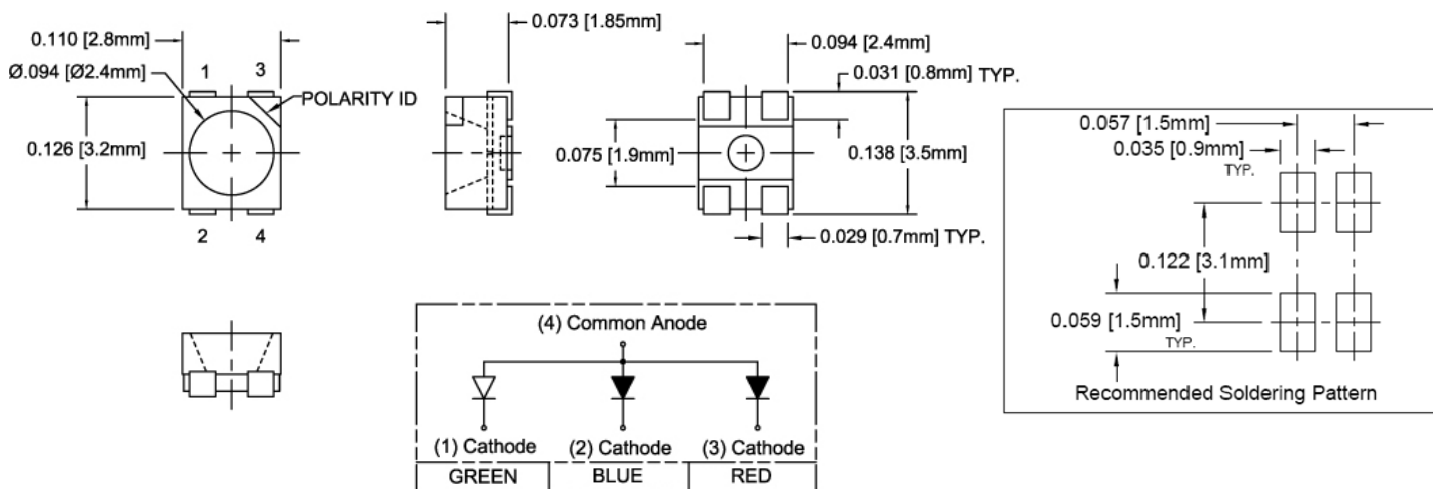 0.110 [2.8mm]
Ø.094 [Ø2.4mm]
1 3
POLARITY ID
0.126 [3.2mm]
2 4
0.073 [1.85mm]
0.094 [2.4mm]
0.031 [0.8mm] TYP.
0.075 [1.9mm]
0.138 [3.5mm]
0.029 [0.7mm] TYP.
0.057 [1.5mm]
0.035 [0.9mm]
TYP.
0.122 [3.1mm]
0.059 [1.5mm]
TYP.
Recommended Soldering Pattern
(4) Common Anode
(1) Cathode (2) Cathode (3) Cathode
GREEN BLUE RED